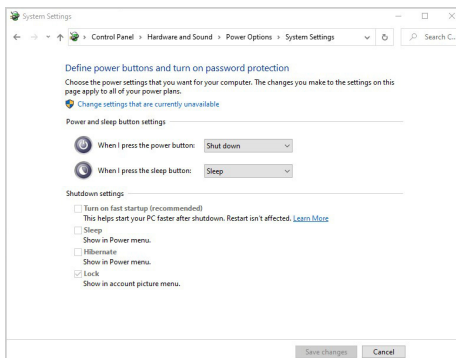 System Settings
Control Panel > Hardware and Sound > Power Options > System Settings
Search C...
Define power buttons and turn on password protection
Choose the power settings that you want for your computer. The changes you make to the settings on this
page apply to all of your power plans.
Change settings that are currently unavailable
Power and sleep button settings
When I press the power button: Shut down
When I press the sleep button: Sleep
Shutdown settings
Turn on fast startup (recommended)
This helps start your PC faster after shutdown. Restart isn't affected. Learn More
Sleep
Show in Power menu.
Hibernate
Show in Power menu.
Lock
Show in account picture menu.
Save changes Cancel